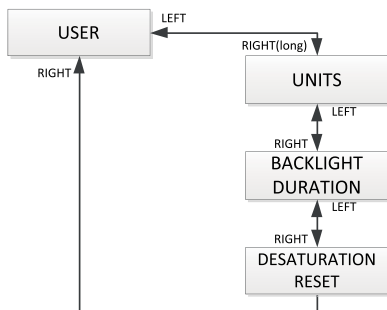 USER
LEFT
RIGHT(long)
RIGHT
UNITS
LEFT
RIGHT
BACKLIGHT
DURATION
LEFT
RIGHT
DESATURATION
RESET